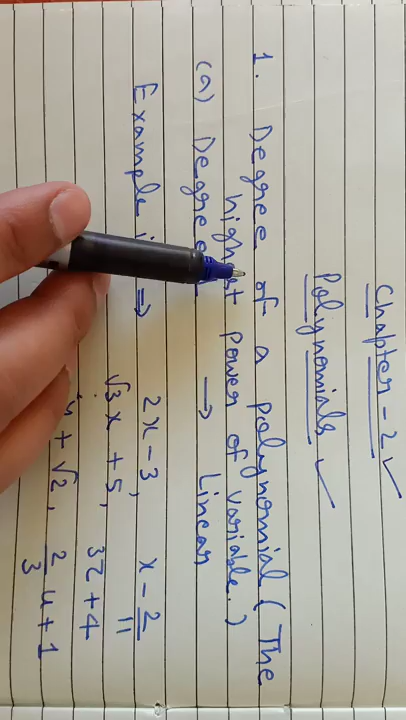 Chapter - 2
Polynomials
1. Degree of a polynomial (The
highest power of variable.)
(a) Degree → Linear
Example ⇒ 2x - 3, x - 2/11
√3x + 5, 3z + 4
+ √2, 2/3 u + 1